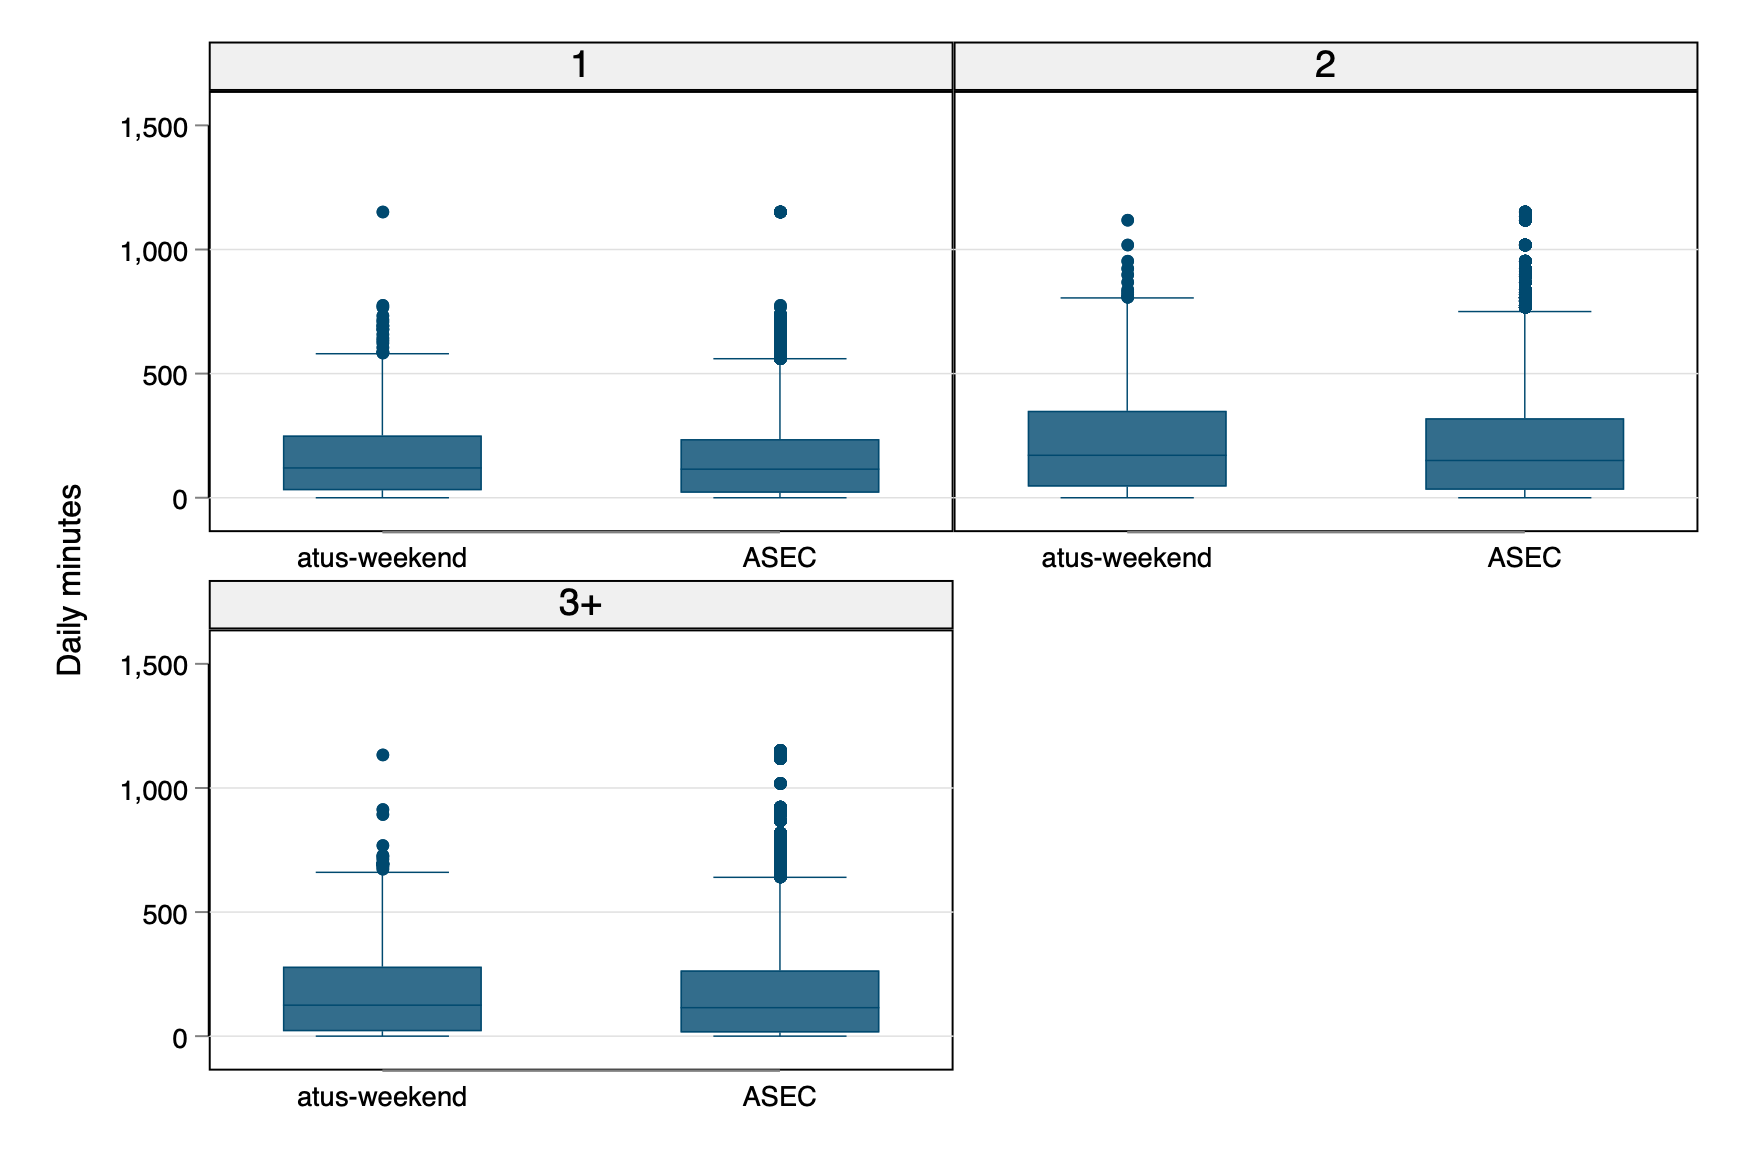 1
2
1,500
1,000
500
0
atus-weekend ASEC
atus-weekend ASEC
3+
1,500
1,000
500
0
atus-weekend ASEC
Daily minutes